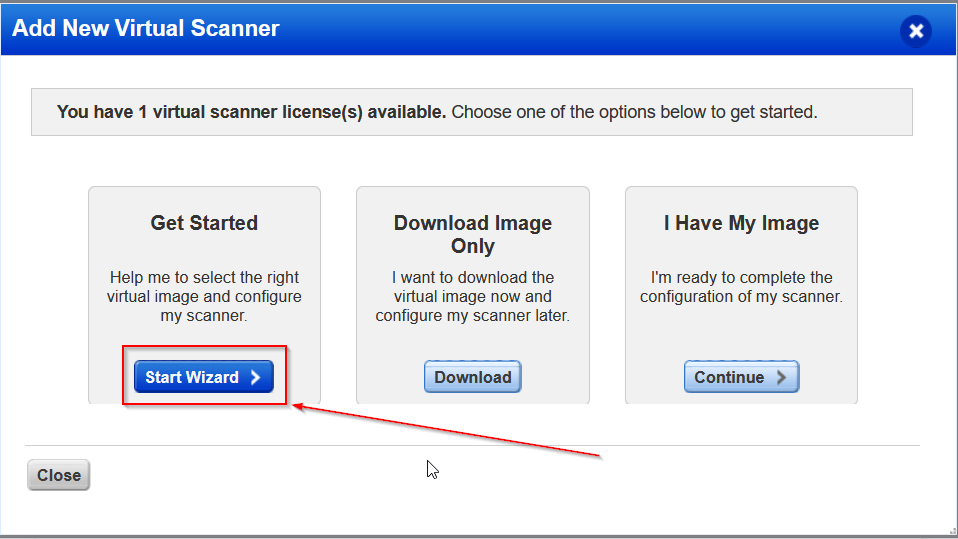 Add New Virtual Scanner
You have 1 virtual scanner license(s) available. Choose one of the options below to get started.
Get Started
Help me to select the right
virtual image and configure
my scanner.
Start Wizard
Download Image
Only
I want to download the
virtual image now and
configure my scanner later.
Download
I Have My Image
I'm ready to complete the
configuration of my scanner.
Continue
Close